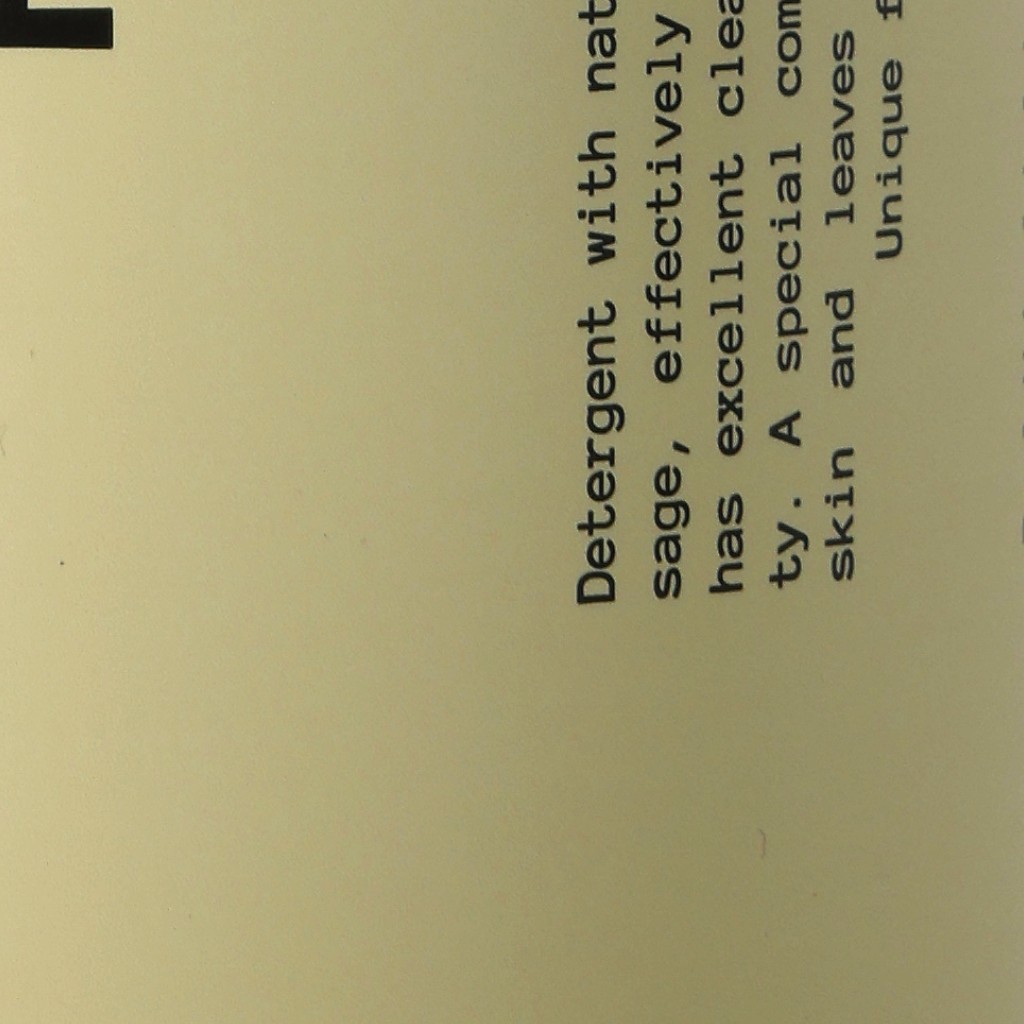 Detergent with nat
sage, effectively
has excellent clea
ty. A special com
skin and leaves
Unique f